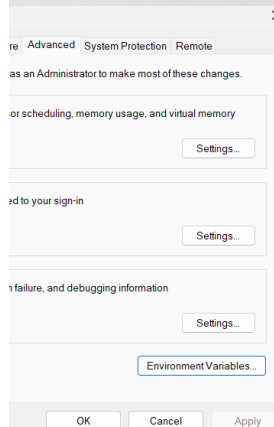 re Advanced System Protection Remote
as an Administrator to make most of these changes.
or scheduling, memory usage, and virtual memory
Settings...
ed to your sign-in
Settings...
failure, and debugging information
Settings...
Environment Variables...
OK Cancel Apply